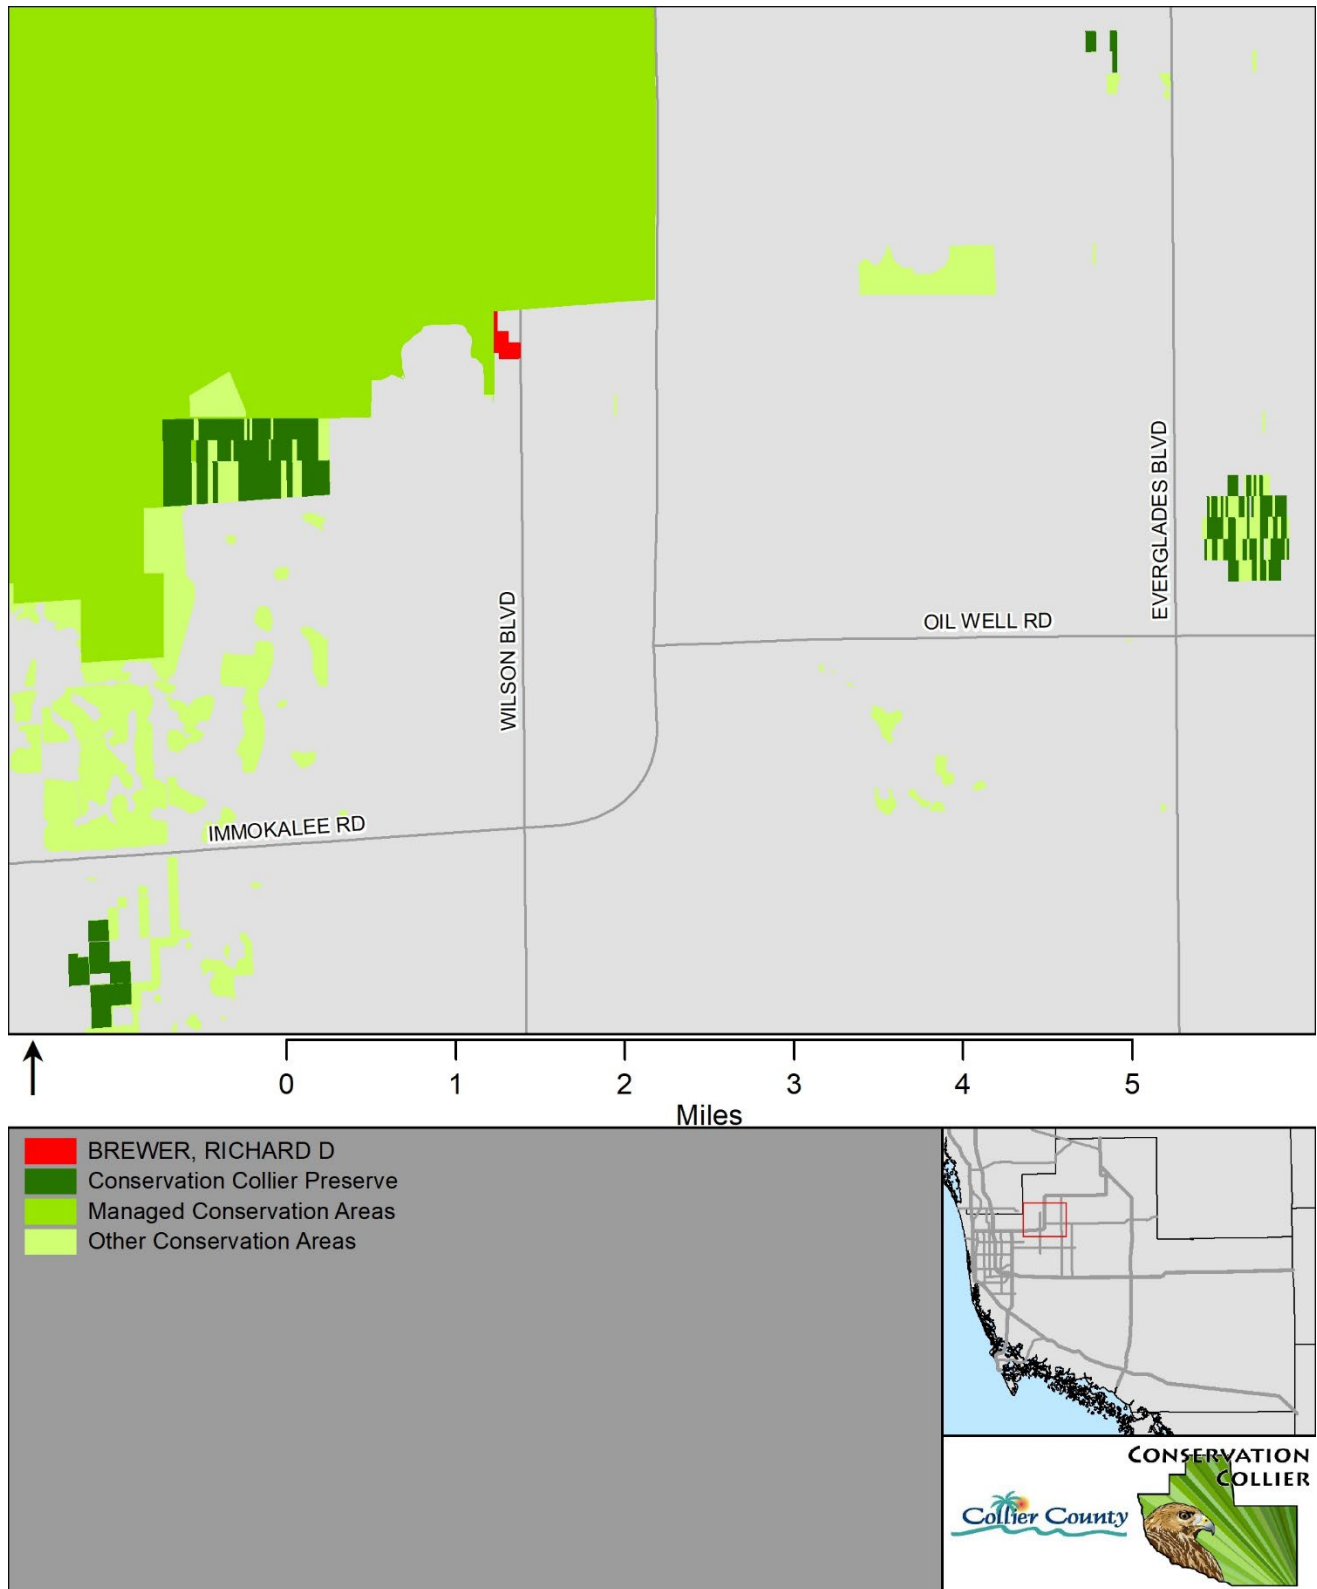 EVERGLADES BLVD
OIL WELL RD
WILSON BLVD
IMMOKALEE RD
0 1 2 3 4 5
Miles
BREWER, RICHARD D
Conservation Collier Preserve
Managed Conservation Areas
Other Conservation Areas
CONSERVATION
COLLIER
Collier County